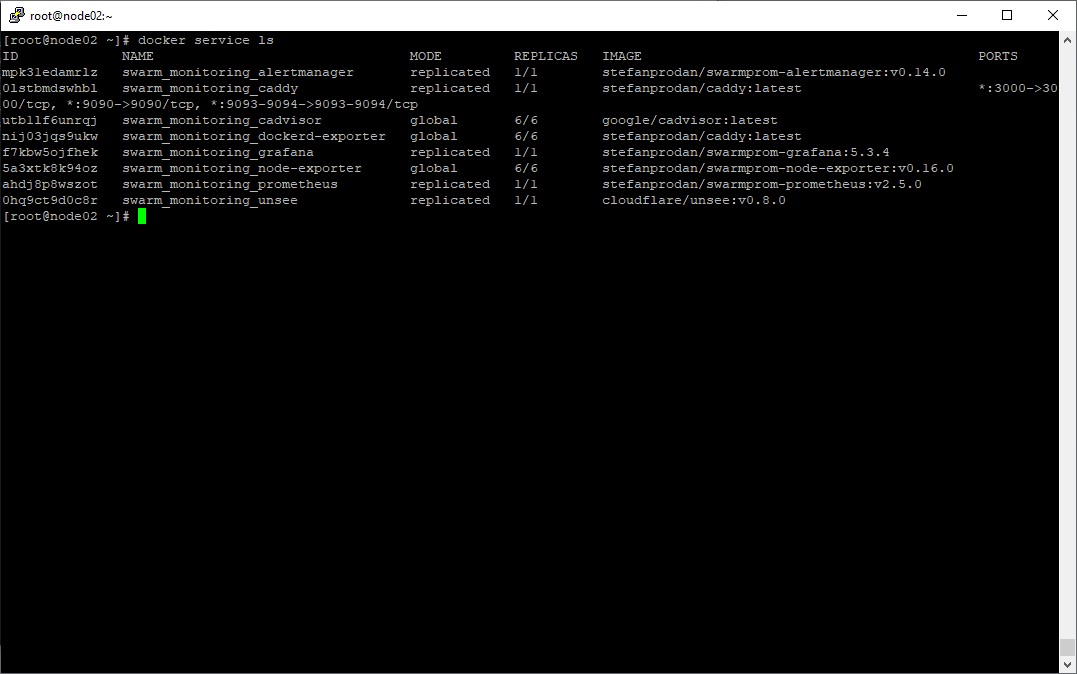 root@node02:~
[root@node02 ~]# docker service ls
ID NAME MODE REPLICAS IMAGE PORTS
mpk31edamrlz swarm_monitoring_alertmanager replicated 1/1 stefanprodan/swarmprom-alertmanager:v0.14.0
0lstbmdswhbl swarm_monitoring_caddy replicated 1/1 stefanprodan/caddy:latest *:3000->30
00/tcp, *:9090->9090/tcp, *:9093-9094->9093-9094/tcp
utbllf6unrqj swarm_monitoring_cadvisor global 6/6 google/cadvisor:latest
nij03jqs9ukw swarm_monitoring_dockerd-exporter global 6/6 stefanprodan/caddy:latest
f7kbw5ojfhek swarm_monitoring_grafana replicated 1/1 stefanprodan/swarmprom-grafana:5.3.4
5a3xtk8k94oz swarm_monitoring_node-exporter global 6/6 stefanprodan/swarmprom-node-exporter:v0.16.0
ahdj8p8wszot swarm_monitoring_prometheus replicated 1/1 stefanprodan/swarmprom-prometheus:v2.5.0
0hq9ct9d0c8r swarm_monitoring_unsee replicated 1/1 cloudflare/unsee:v0.8.0
[root@node02 ~]#